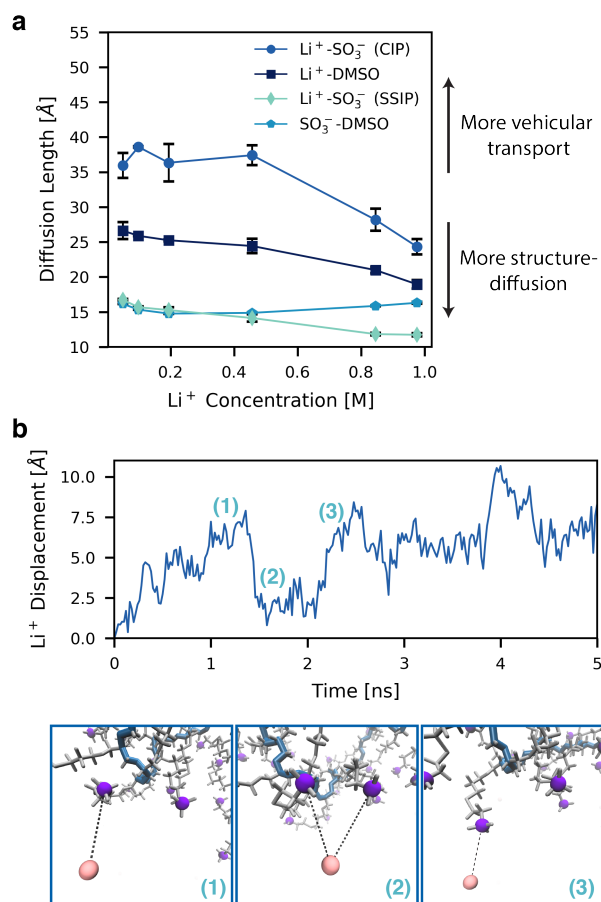 a
55
50
45
40
35
30
25
20
15
10
Diffusion Length [Å]
Li⁺-SO₃⁻ (CIP)
Li⁺-DMSO
Li⁺-SO₃⁻ (SSIP)
SO₃⁻-DMSO
0.2 0.4 0.6 0.8 1.0
Li⁺ Concentration [M]
More vehicular
transport
More structure-
diffusion
b
10.0
7.5
5.0
2.5
0.0
Li⁺ Displacement [Å]
(1)
(2)
(3)
0 1 2 3 4 5
Time [ns]
(1)
(2)
(3)